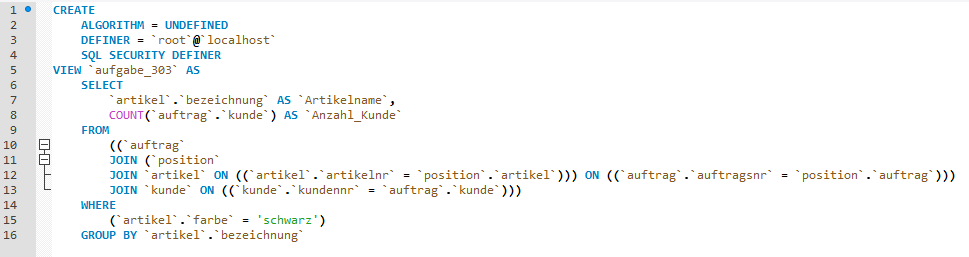 1 CREATE
2 ALGORITHM = UNDEFINED
3 DEFINER = `root`@`localhost`
4 SQL SECURITY DEFINER
5 VIEW `aufgabe_303` AS
6 SELECT
7 `artikel`.`bezeichnung` AS `Artikelname`,
8 COUNT(`auftrag`.`kunde`) AS `Anzahl_Kunde`
9 FROM
10 ((`auftrag`
11 JOIN (`position`
12 JOIN `artikel` ON ((`artikel`.`artikelnr` = `position`.`artikel`))) ON ((`auftrag`.`auftragsnr` = `position`.`auftrag`)))
13 JOIN `kunde` ON ((`kunde`.`kundennr` = `auftrag`.`kunde`)))
14 WHERE
15 (`artikel`.`farbe` = 'schwarz')
16 GROUP BY `artikel`.`bezeichnung`